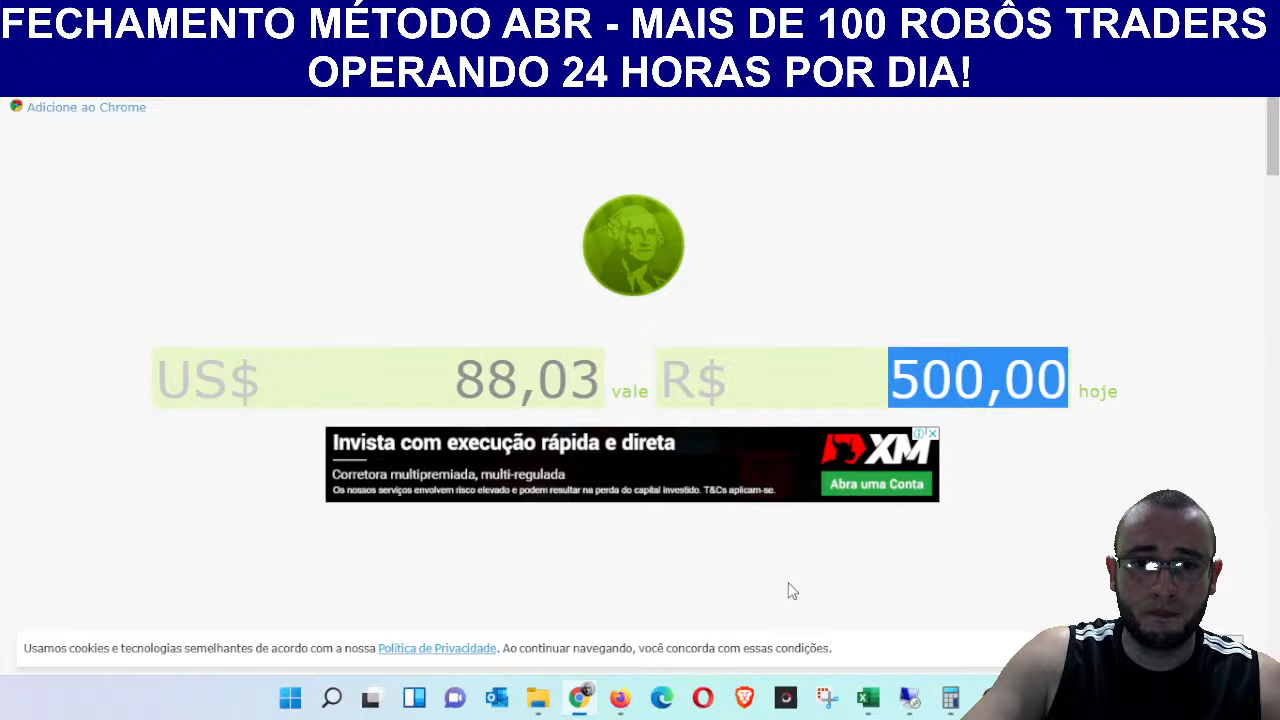 FECHAMENTO MÉTODO ABR - MAIS DE 100 ROBÔS TRADERS
OPERANDO 24 HORAS POR DIA!
Adicione ao Chrome
US$ 88,03 vale R$ 500,00 hoje
Invista com execução rápida e direta
Corretora multipremiada, multi-regulada
Os nossos serviços envolvem risco elevado e podem resultar na perda do capital investido. T&Cs aplicam-se.
XM
Abra uma Conta
Usamos cookies e tecnologias semelhantes de acordo com a nossa Política de Privacidade. Ao continuar navegando, você concorda com essas condições.